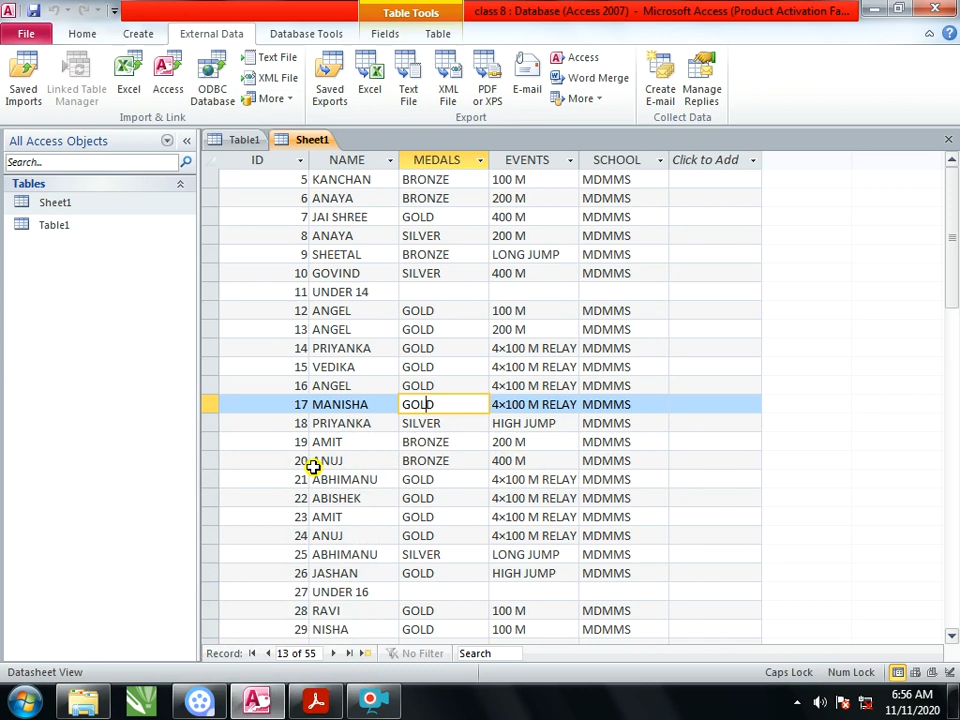 Table Tools
class 8 : Database (Access 2007) - Microsoft Access (Product Activation Fa...
File Home Create External Data Database Tools Fields Table
Saved Imports
Linked Table Manager
Excel
Access
ODBC Database
Text File
XML File
More
Saved Exports
Excel
Text File
XML File
PDF or XPS
E-mail
Access
Word Merge
More
Create E-mail
Manage Replies
Import & Link
Export
Collect Data
All Access Objects
Search...
Tables
Sheet1
Table1
Table1 Sheet1
ID NAME MEDALS EVENTS SCHOOL Click to Add
5 KANCHAN BRONZE 100 M MDMMS
6 ANAYA BRONZE 200 M MDMMS
7 JAI SHREE GOLD 400 M MDMMS
8 ANAYA SILVER 200 M MDMMS
9 SHEETAL BRONZE LONG JUMP MDMMS
10 GOVIND SILVER 400 M MDMMS
11 UNDER 14
12 ANGEL GOLD 100 M MDMMS
13 ANGEL GOLD 200 M MDMMS
14 PRIYANKA GOLD 4×100 M RELAY MDMMS
15 VEDIKA GOLD 4×100 M RELAY MDMMS
16 ANGEL GOLD 4×100 M RELAY MDMMS
17 MANISHA GOLD 4×100 M RELAY MDMMS
18 PRIYANKA SILVER HIGH JUMP MDMMS
19 AMIT BRONZE 200 M MDMMS
20 ANUJ BRONZE 400 M MDMMS
21 ABHIMANU GOLD 4×100 M RELAY MDMMS
22 ABISHEK GOLD 4×100 M RELAY MDMMS
23 AMIT GOLD 4×100 M RELAY MDMMS
24 ANUJ GOLD 4×100 M RELAY MDMMS
25 ABHIMANU SILVER LONG JUMP MDMMS
26 JASHAN GOLD HIGH JUMP MDMMS
27 UNDER 16
28 RAVI GOLD 100 M MDMMS
29 NISHA GOLD 100 M MDMMS
Record: 13 of 55 No Filter Search
Datasheet View Caps Lock Num Lock
6:56 AM
11/11/2020